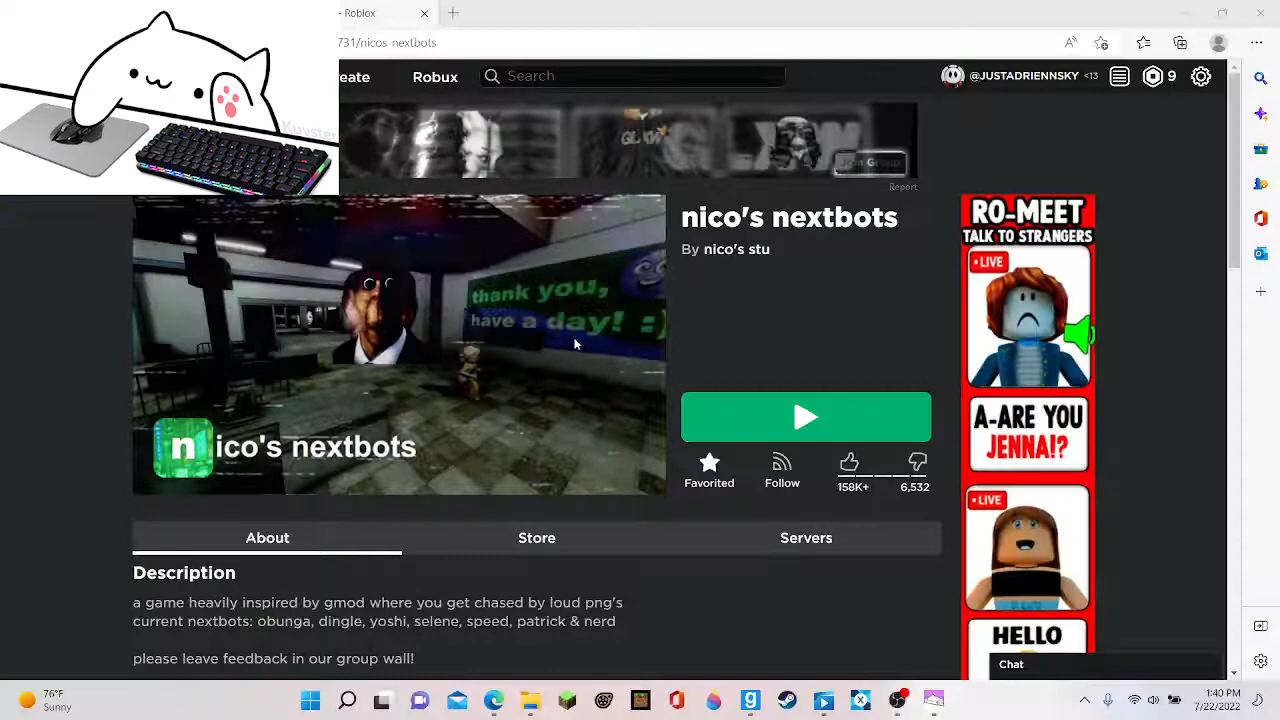 Roblox
731/nicos-nextbots
eate
Robux
Search
@JUSTADRIENNSKY <13
9
Kuvster
GLXW
Join Group
Report
thank you,
have a day! :)
nico's nextbots
nico's nextbots
By nico's stu
Favorited
Follow
158K+
6,532
RO-MEET
TALK TO STRANGERS
• LIVE
A-ARE YOU
JENNA!?
• LIVE
HELLO
About
Store
Servers
Description
a game heavily inspired by gmod where you get chased by loud png's
current nextbots: obunga, dingle, yoshi, selene, speed, patrick & nerd
please leave feedback in our group wall!
Chat
76°F
Sunny
1:40 PM
7/22/2022